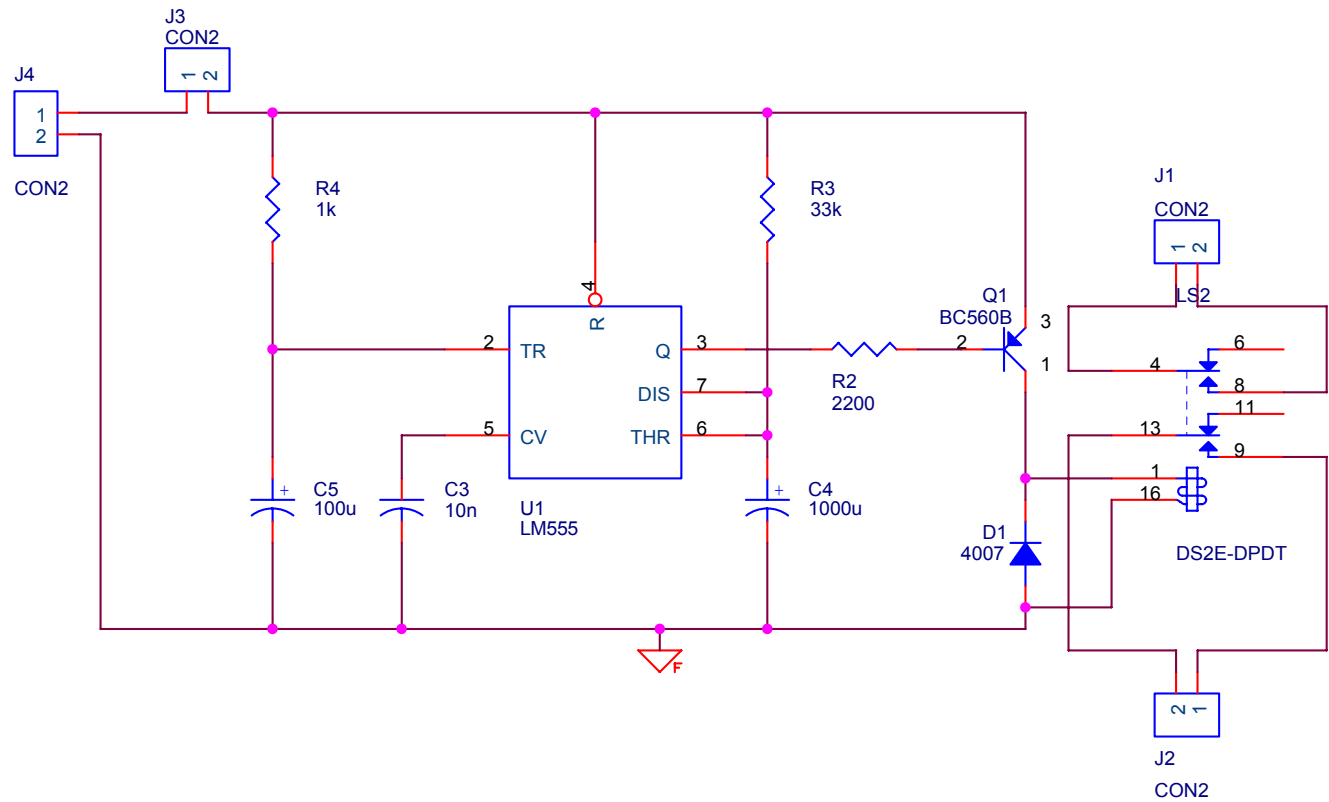 J3
CON2
1 2
J4
1
2
CON2
R4
1k
R3
33k
J1
CON2
1 2
LS2
4
R
Q1
BC560B
3
2
1
2
TR
Q
3
R2
2200
DIS
7
5
CV
THR
6
4
6
8
11
13
9
1
16
C5
100u
+
C3
10n
U1
LM555
C4
1000u
+
D1
4007
DS2E-DPDT
F
2 1
J2
CON2